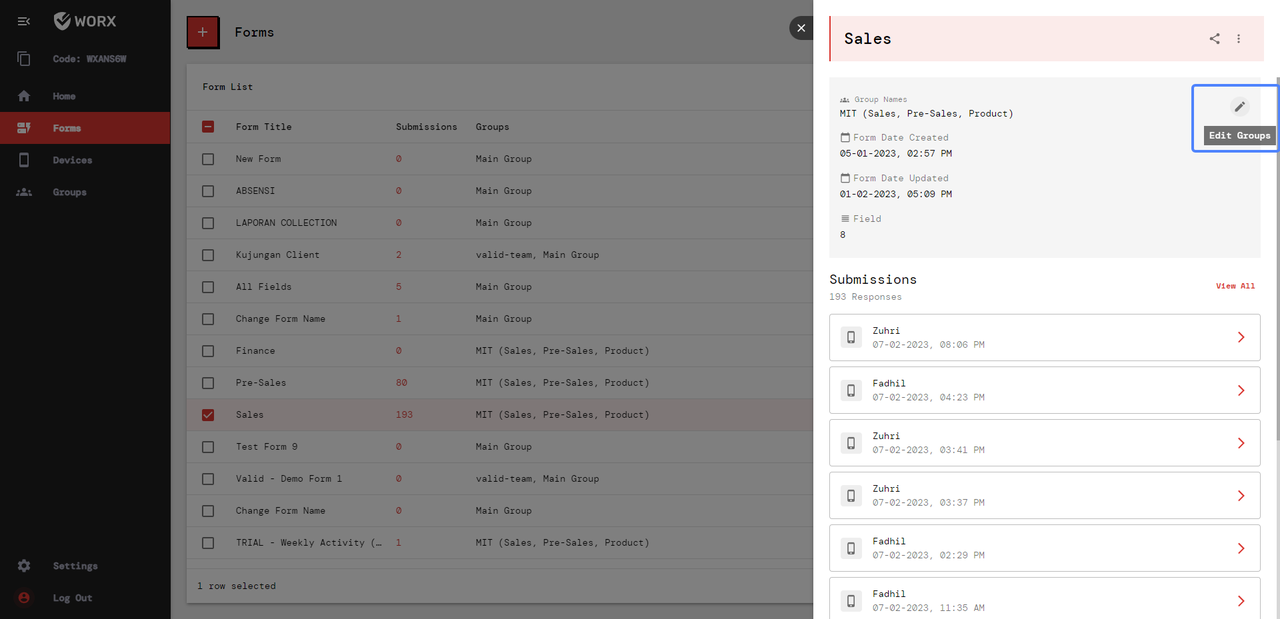 WORX
Code: WXANS6W
Home
Forms
Devices
Groups
Settings
Log Out
+
Forms
Form List
Form Title Submissions Groups
New Form 0 Main Group
ABSENSI 0 Main Group
LAPORAN COLLECTION 0 Main Group
Kujungan Client 2 valid-team, Main Group
All Fields 5 Main Group
Change Form Name 1 Main Group
Finance 0 MIT (Sales, Pre-Sales, Product)
Pre-Sales 80 MIT (Sales, Pre-Sales, Product)
Sales 193 MIT (Sales, Pre-Sales, Product)
Test Form 9 0 Main Group
Valid - Demo Form 1 0 valid-team, Main Group
Change Form Name 0 Main Group
TRIAL - Weekly Activity (… 1 MIT (Sales, Pre-Sales, Product)
1 row selected
Sales
Group Names
MIT (Sales, Pre-Sales, Product)
Edit Groups
Form Date Created
05-01-2023, 02:57 PM
Form Date Updated
01-02-2023, 05:09 PM
Field
8
Submissions
193 Responses
View All
Zuhri
07-02-2023, 08:06 PM
Fadhil
07-02-2023, 04:23 PM
Zuhri
07-02-2023, 03:41 PM
Zuhri
07-02-2023, 03:37 PM
Fadhil
07-02-2023, 02:29 PM
Fadhil
07-02-2023, 11:35 AM